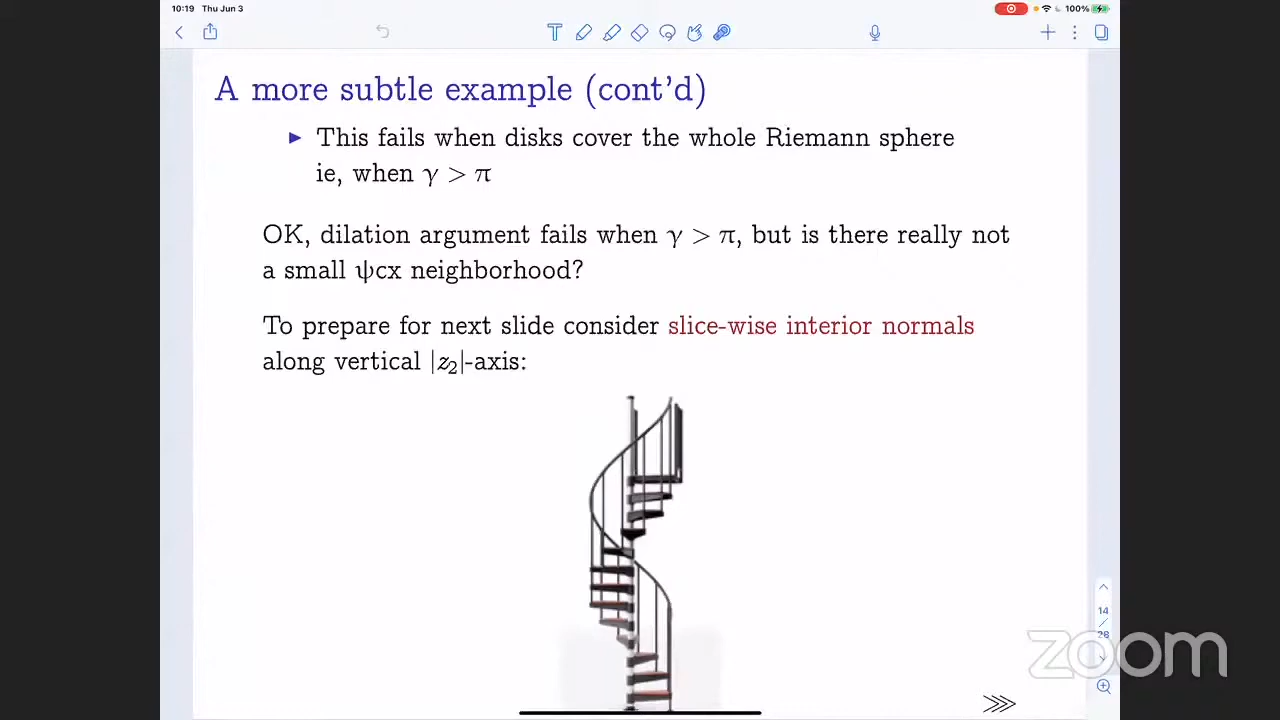 10:19 Thu Jun 3
100%
A more subtle example (cont'd)
▶ This fails when disks cover the whole Riemann sphere
ie, when γ > π
OK, dilation argument fails when γ > π, but is there really not
a small ψcx neighborhood?
To prepare for next slide consider slice-wise interior normals
along vertical |z₂|-axis:
14
/
28
zoom